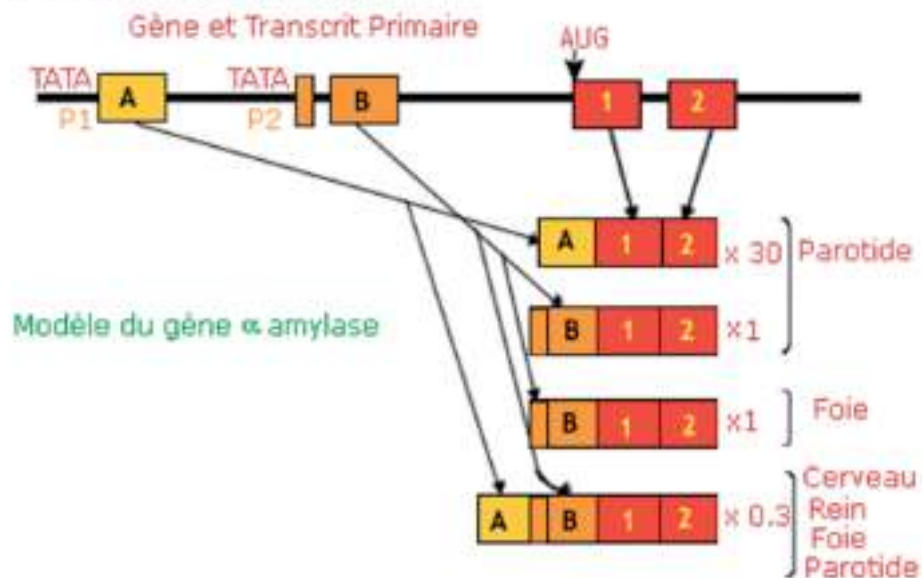 Gène et Transcrit Primaire
AUG
TATA A TATA B 1 2
P1 P2
A 1 2 x 30 Parotide
B 1 2 x1
Modèle du gène α amylase
B 1 2 x1 Foie
A B 1 2 x 0.3 Cerveau
Rein
Foie
Parotide